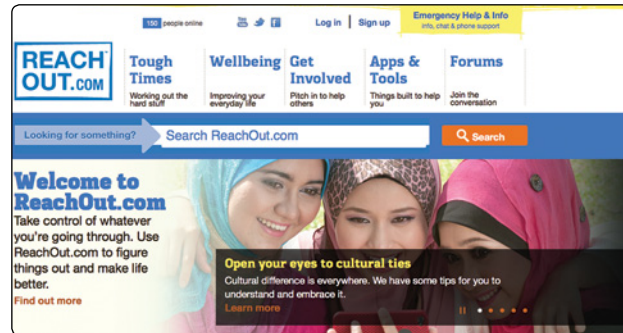 150 people online
Log in | Sign up
Emergency Help & Info
info, chat & phone support
REACH
OUT.COM
Tough
Times
Working out the
hard stuff
Wellbeing
Improving your
everyday life
Get
Involved
Pitch in to help
others
Apps &
Tools
Things built to help
you
Forums
Join the
conversation
Looking for something?
Search ReachOut.com
Search
Welcome to
ReachOut.com
Take control of whatever
you're going through. Use
ReachOut.com to figure
things out and make life
better.
Find out more
Open your eyes to cultural ties
Cultural difference is everywhere. We have some tips for you to
understand and embrace it.
Learn more